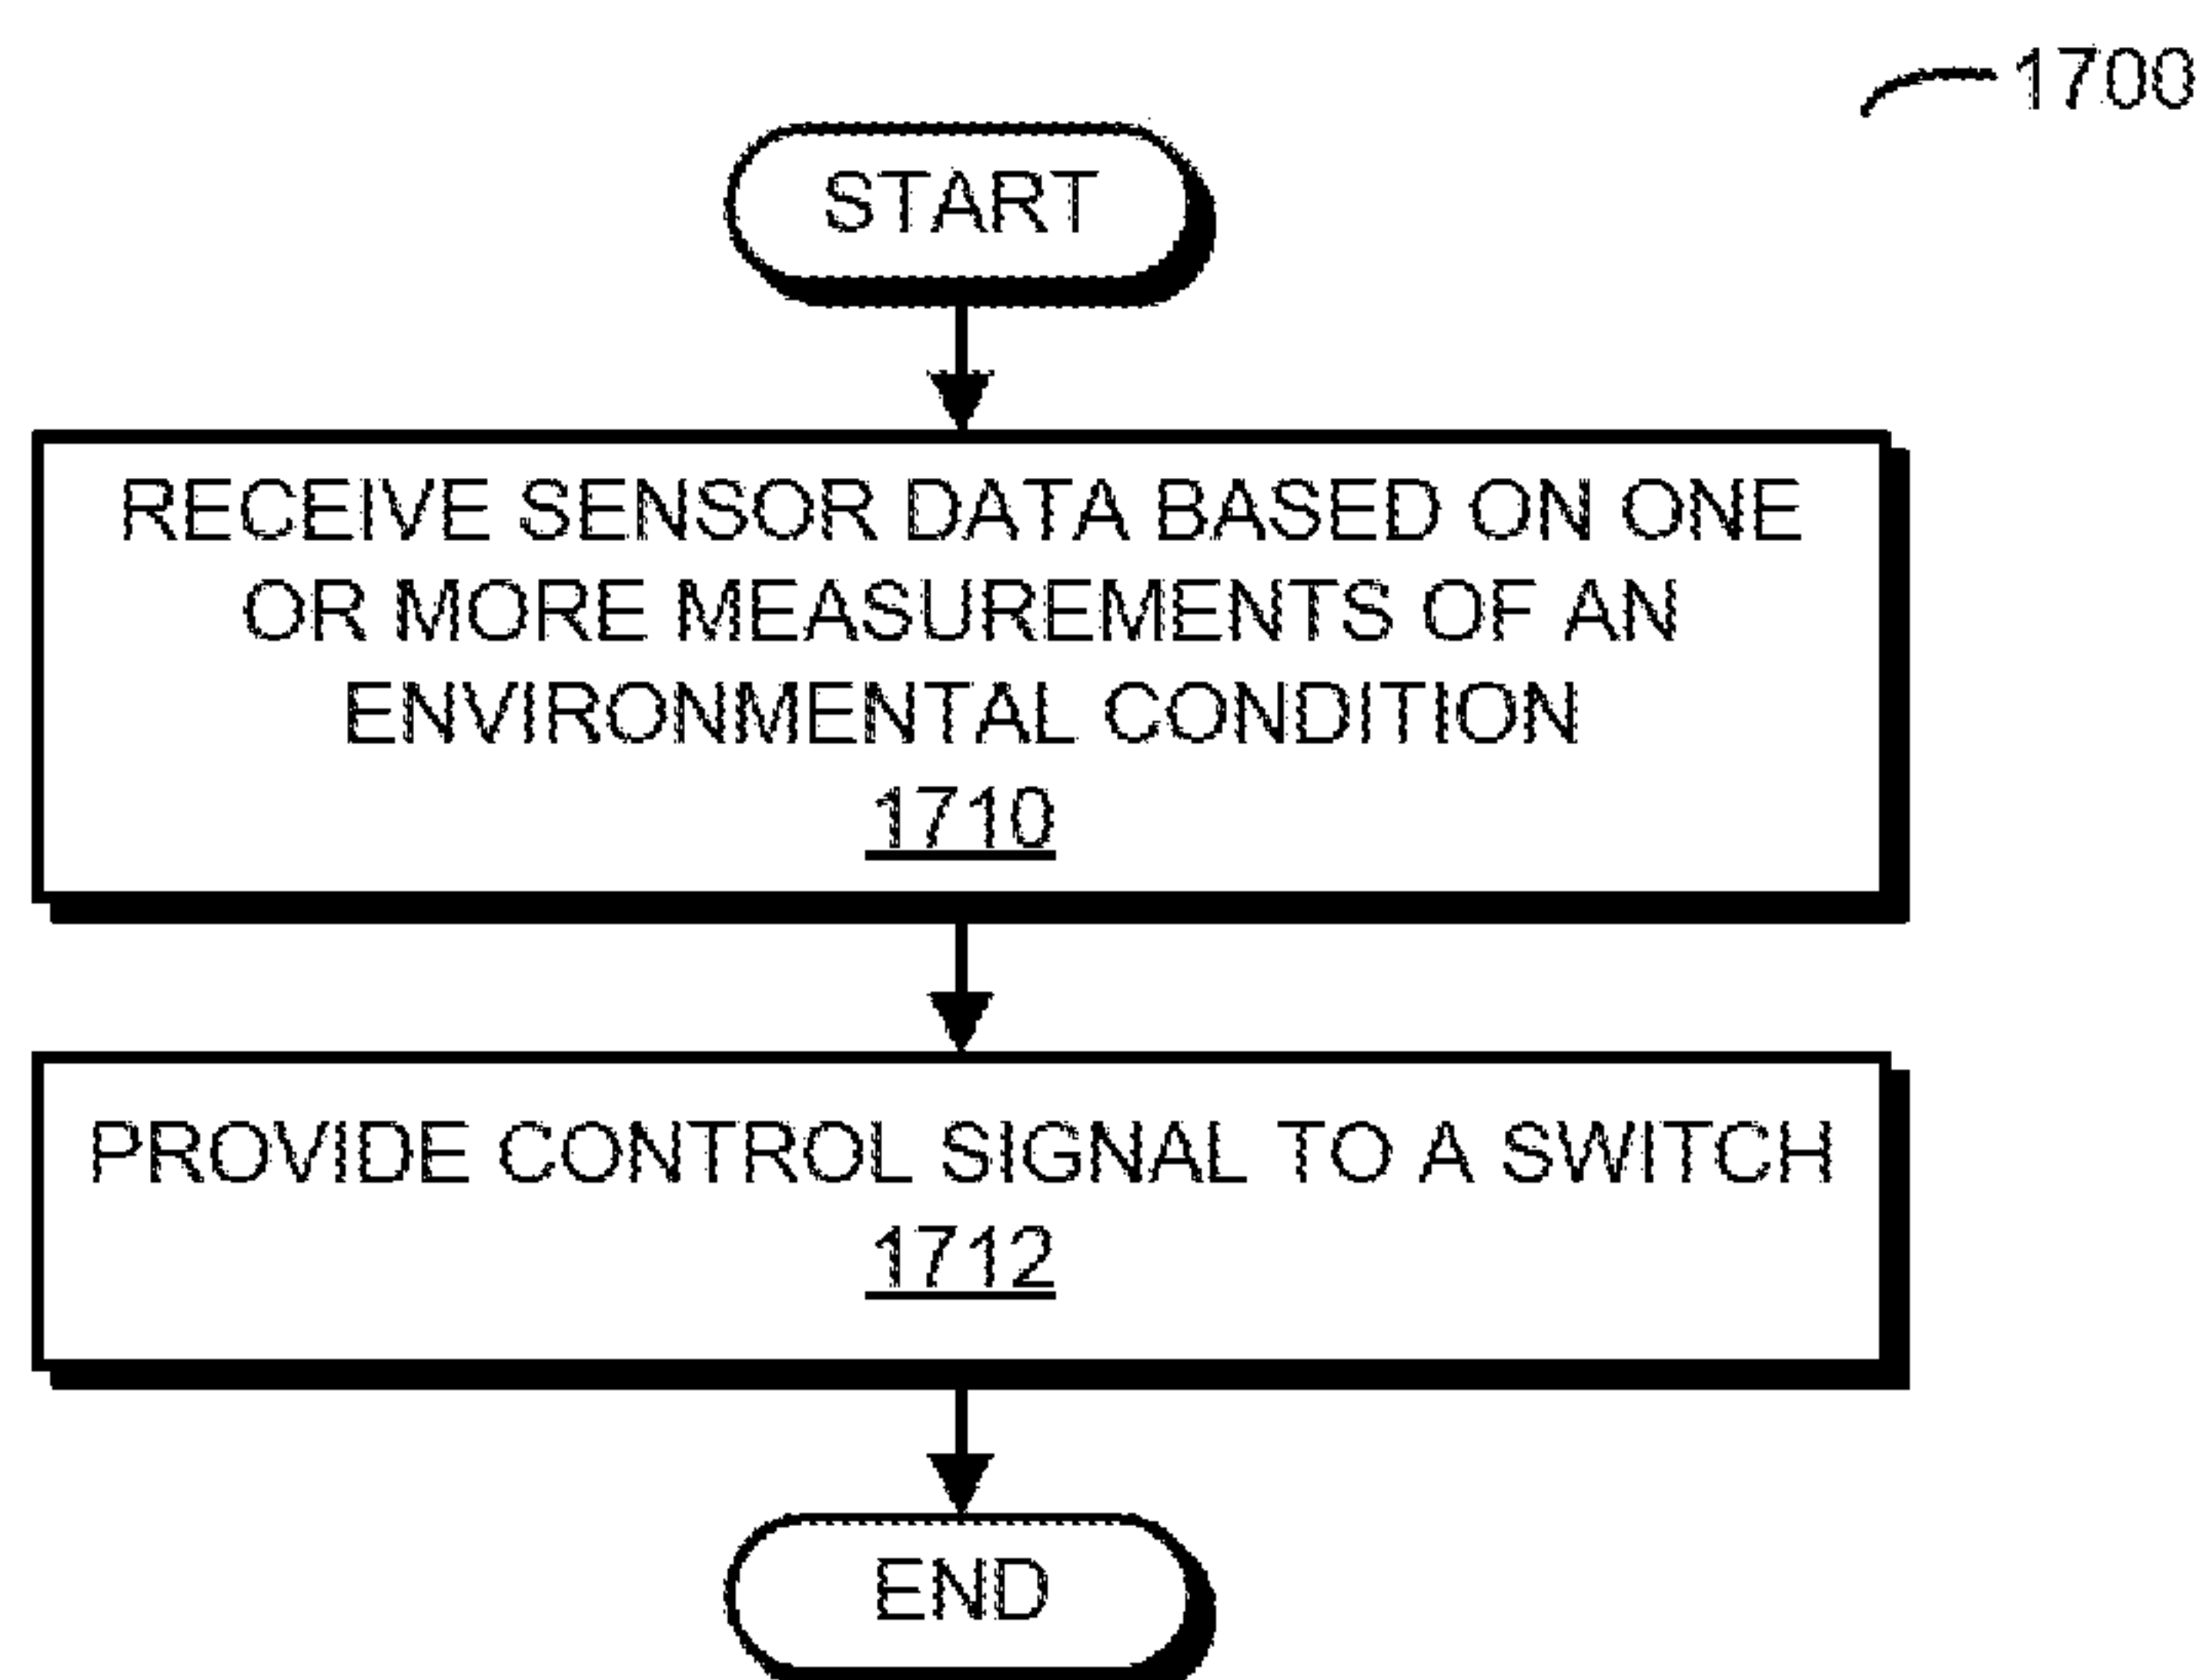 1700
START
RECEIVE SENSOR DATA BASED ON ONE
OR MORE MEASUREMENTS OF AN
ENVIRONMENTAL CONDITION
1710
PROVIDE CONTROL SIGNAL TO A SWITCH
1712
END